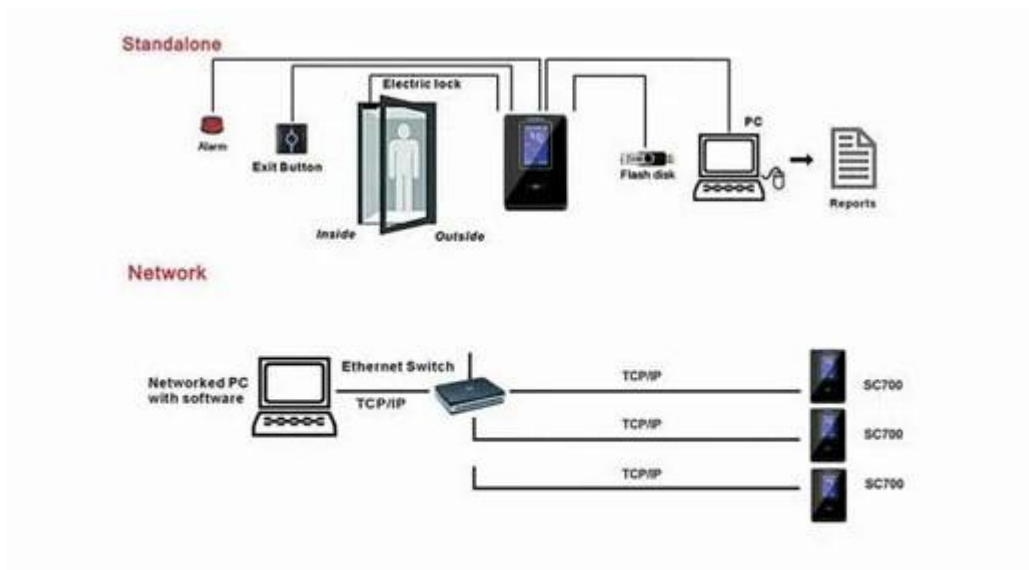 Standalone
Electric lock
PC
Alarm
Exit Button
Flash disk
Reports
Inside
Outside
Network
Ethernet Switch
TCP/IP
Networked PC
with software
TCP/IP
SC700
TCP/IP
SC700
TCP/IP
SC700